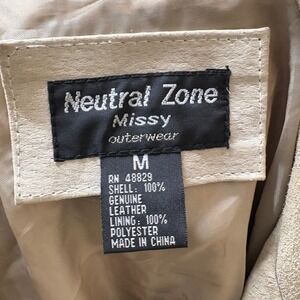 Neutral Zone
Missy
outerwear
M
RN 48829
SHELL: 100%
GENUINE
LEATHER
LINING: 100%
POLYESTER
MADE IN CHINA